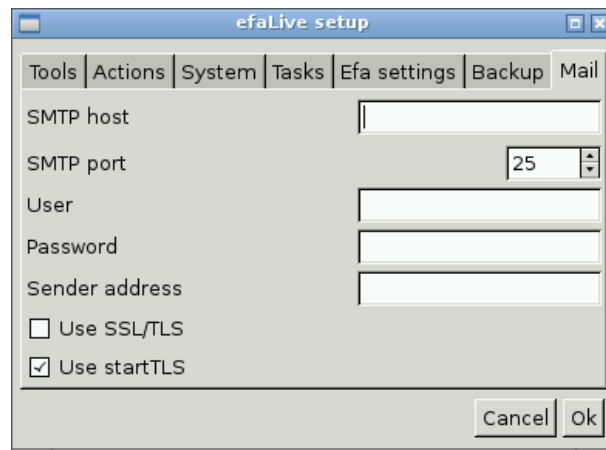 efaLive setup
Tools Actions System Tasks Efa settings Backup Mail
SMTP host
SMTP port 25
User
Password
Sender address
Use SSL/TLS
Use startTLS
Cancel Ok